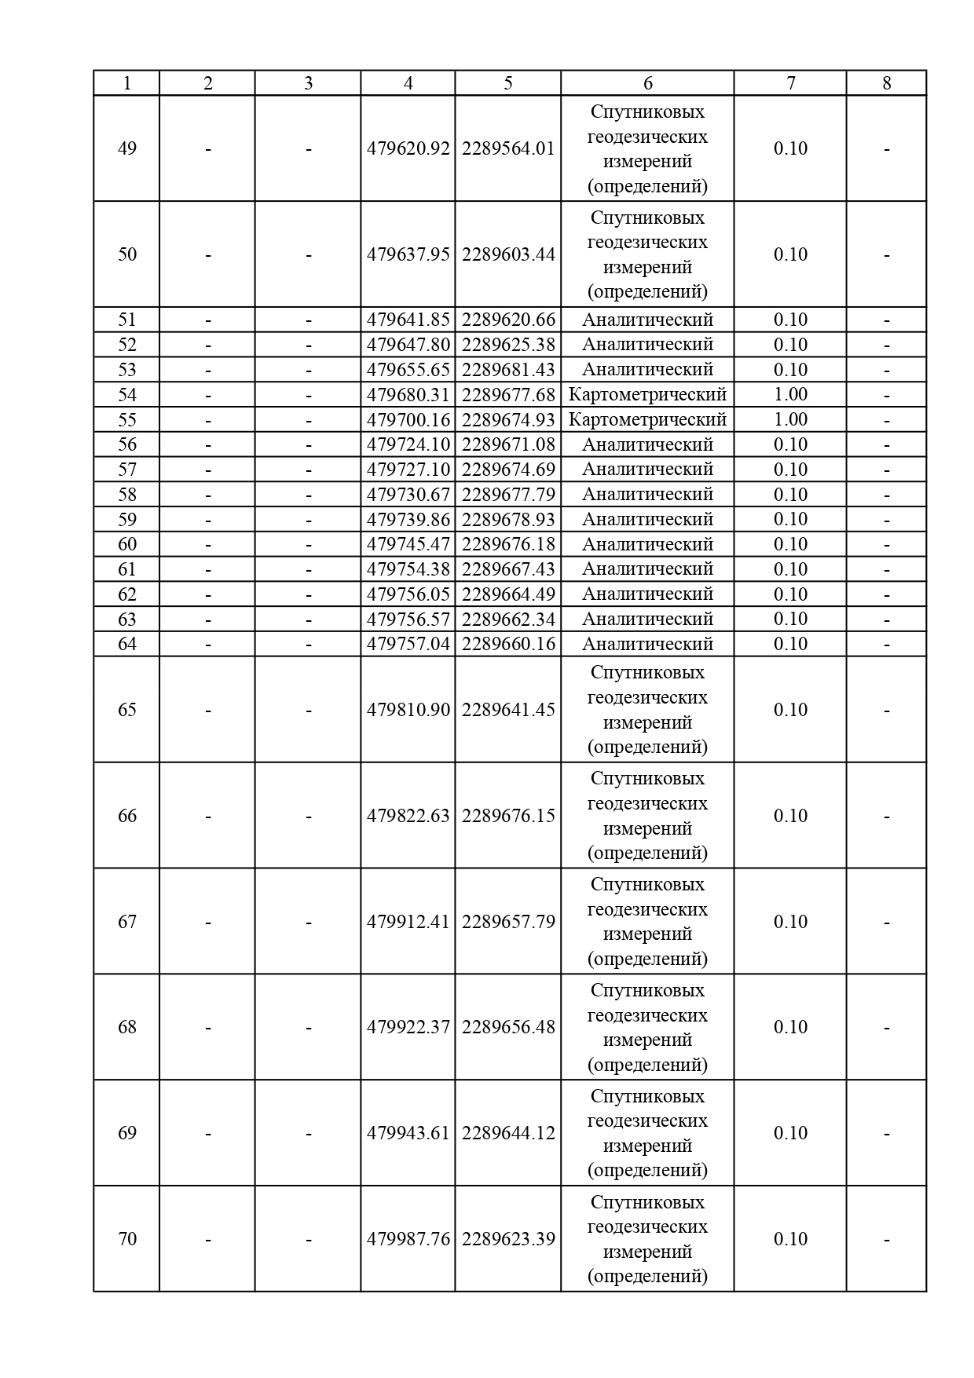 1 2 3 4 5 6 7 8
49 - - 479620.92 2289564.01 Спутниковых
геодезических
измерений
(определений) 0.10 -
50 - - 479637.95 2289603.44 Спутниковых
геодезических
измерений
(определений) 0.10 -
51 - - 479641.85 2289620.66 Аналитический 0.10 -
52 - - 479647.80 2289625.38 Аналитический 0.10 -
53 - - 479655.65 2289681.43 Аналитический 0.10 -
54 - - 479680.31 2289677.68 Картометрический 1.00 -
55 - - 479700.16 2289674.93 Картометрический 1.00 -
56 - - 479724.10 2289671.08 Аналитический 0.10 -
57 - - 479727.10 2289674.69 Аналитический 0.10 -
58 - - 479730.67 2289677.79 Аналитический 0.10 -
59 - - 479739.86 2289678.93 Аналитический 0.10 -
60 - - 479745.47 2289676.18 Аналитический 0.10 -
61 - - 479754.38 2289667.43 Аналитический 0.10 -
62 - - 479756.05 2289664.49 Аналитический 0.10 -
63 - - 479756.57 2289662.34 Аналитический 0.10 -
64 - - 479757.04 2289660.16 Аналитический 0.10 -
65 - - 479810.90 2289641.45 Спутниковых
геодезических
измерений
(определений) 0.10 -
66 - - 479822.63 2289676.15 Спутниковых
геодезических
измерений
(определений) 0.10 -
67 - - 479912.41 2289657.79 Спутниковых
геодезических
измерений
(определений) 0.10 -
68 - - 479922.37 2289656.48 Спутниковых
геодезических
измерений
(определений) 0.10 -
69 - - 479943.61 2289644.12 Спутниковых
геодезических
измерений
(определений) 0.10 -
70 - - 479987.76 2289623.39 Спутниковых
геодезических
измерений
(определений) 0.10 -